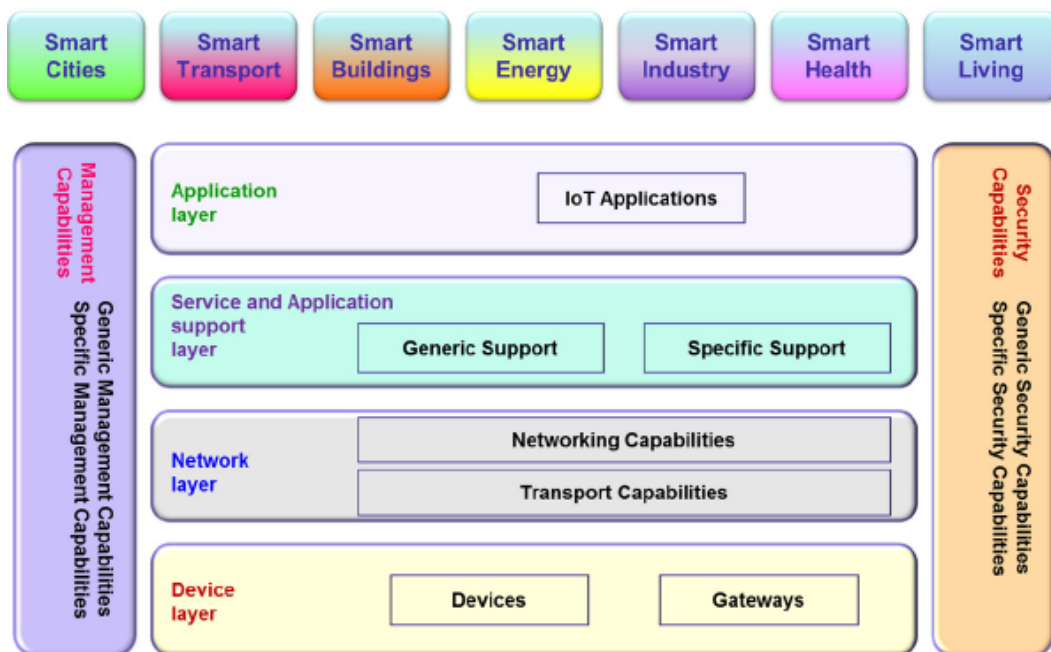 Smart
Cities
Smart
Transport
Smart
Buildings
Smart
Energy
Smart
Industry
Smart
Health
Smart
Living
Management
Capabilities
Generic Management Capabilities
Specific Management Capabilities
Application
layer
IoT Applications
Service and Application
support
layer
Generic Support
Specific Support
Network
layer
Networking Capabilities
Transport Capabilities
Device
layer
Devices
Gateways
Security
Capabilities
Generic Security Capabilities
Specific Security Capabilities